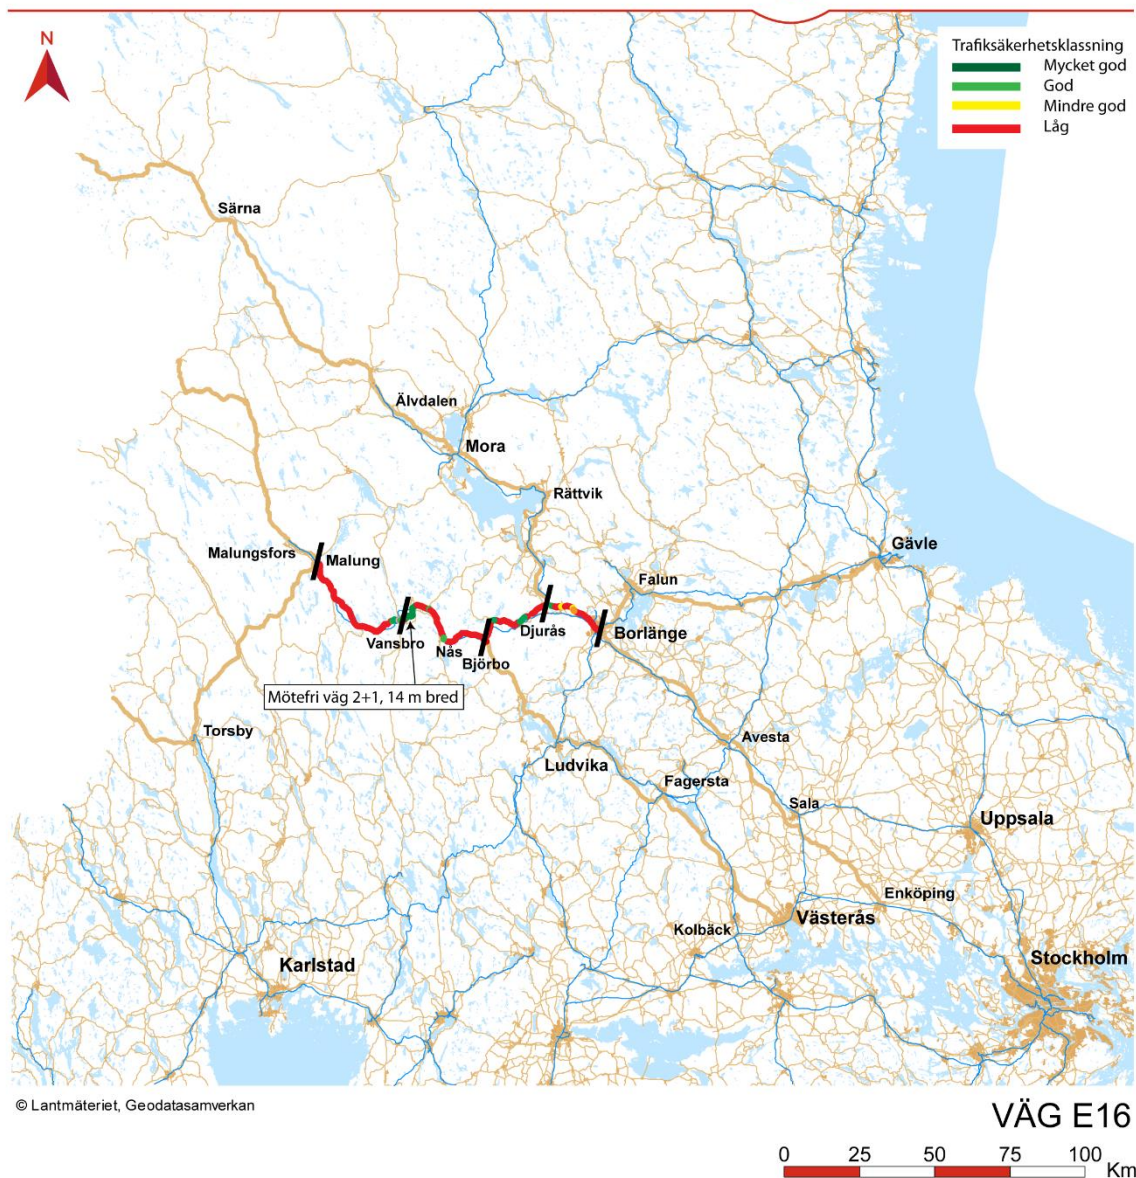 N
Trafiksäkerhetsklassning
Mycket god
God
Mindre god
Låg
Särna
Älvdalen
Mora
Rättvik
Malungsfors
Malung
Gävle
Falun
Djurås
Borlänge
Vansbro
Nås
Björbo
Mötefri väg 2+1, 14 m bred
Torsby
Avesta
Ludvika
Fagersta
Sala
Uppsala
Enköping
Västerås
Kolbäck
Stockholm
Karlstad
© Lantmäteriet, Geodatasamverkan
VÄG E16
0 25 50 75 100
Km